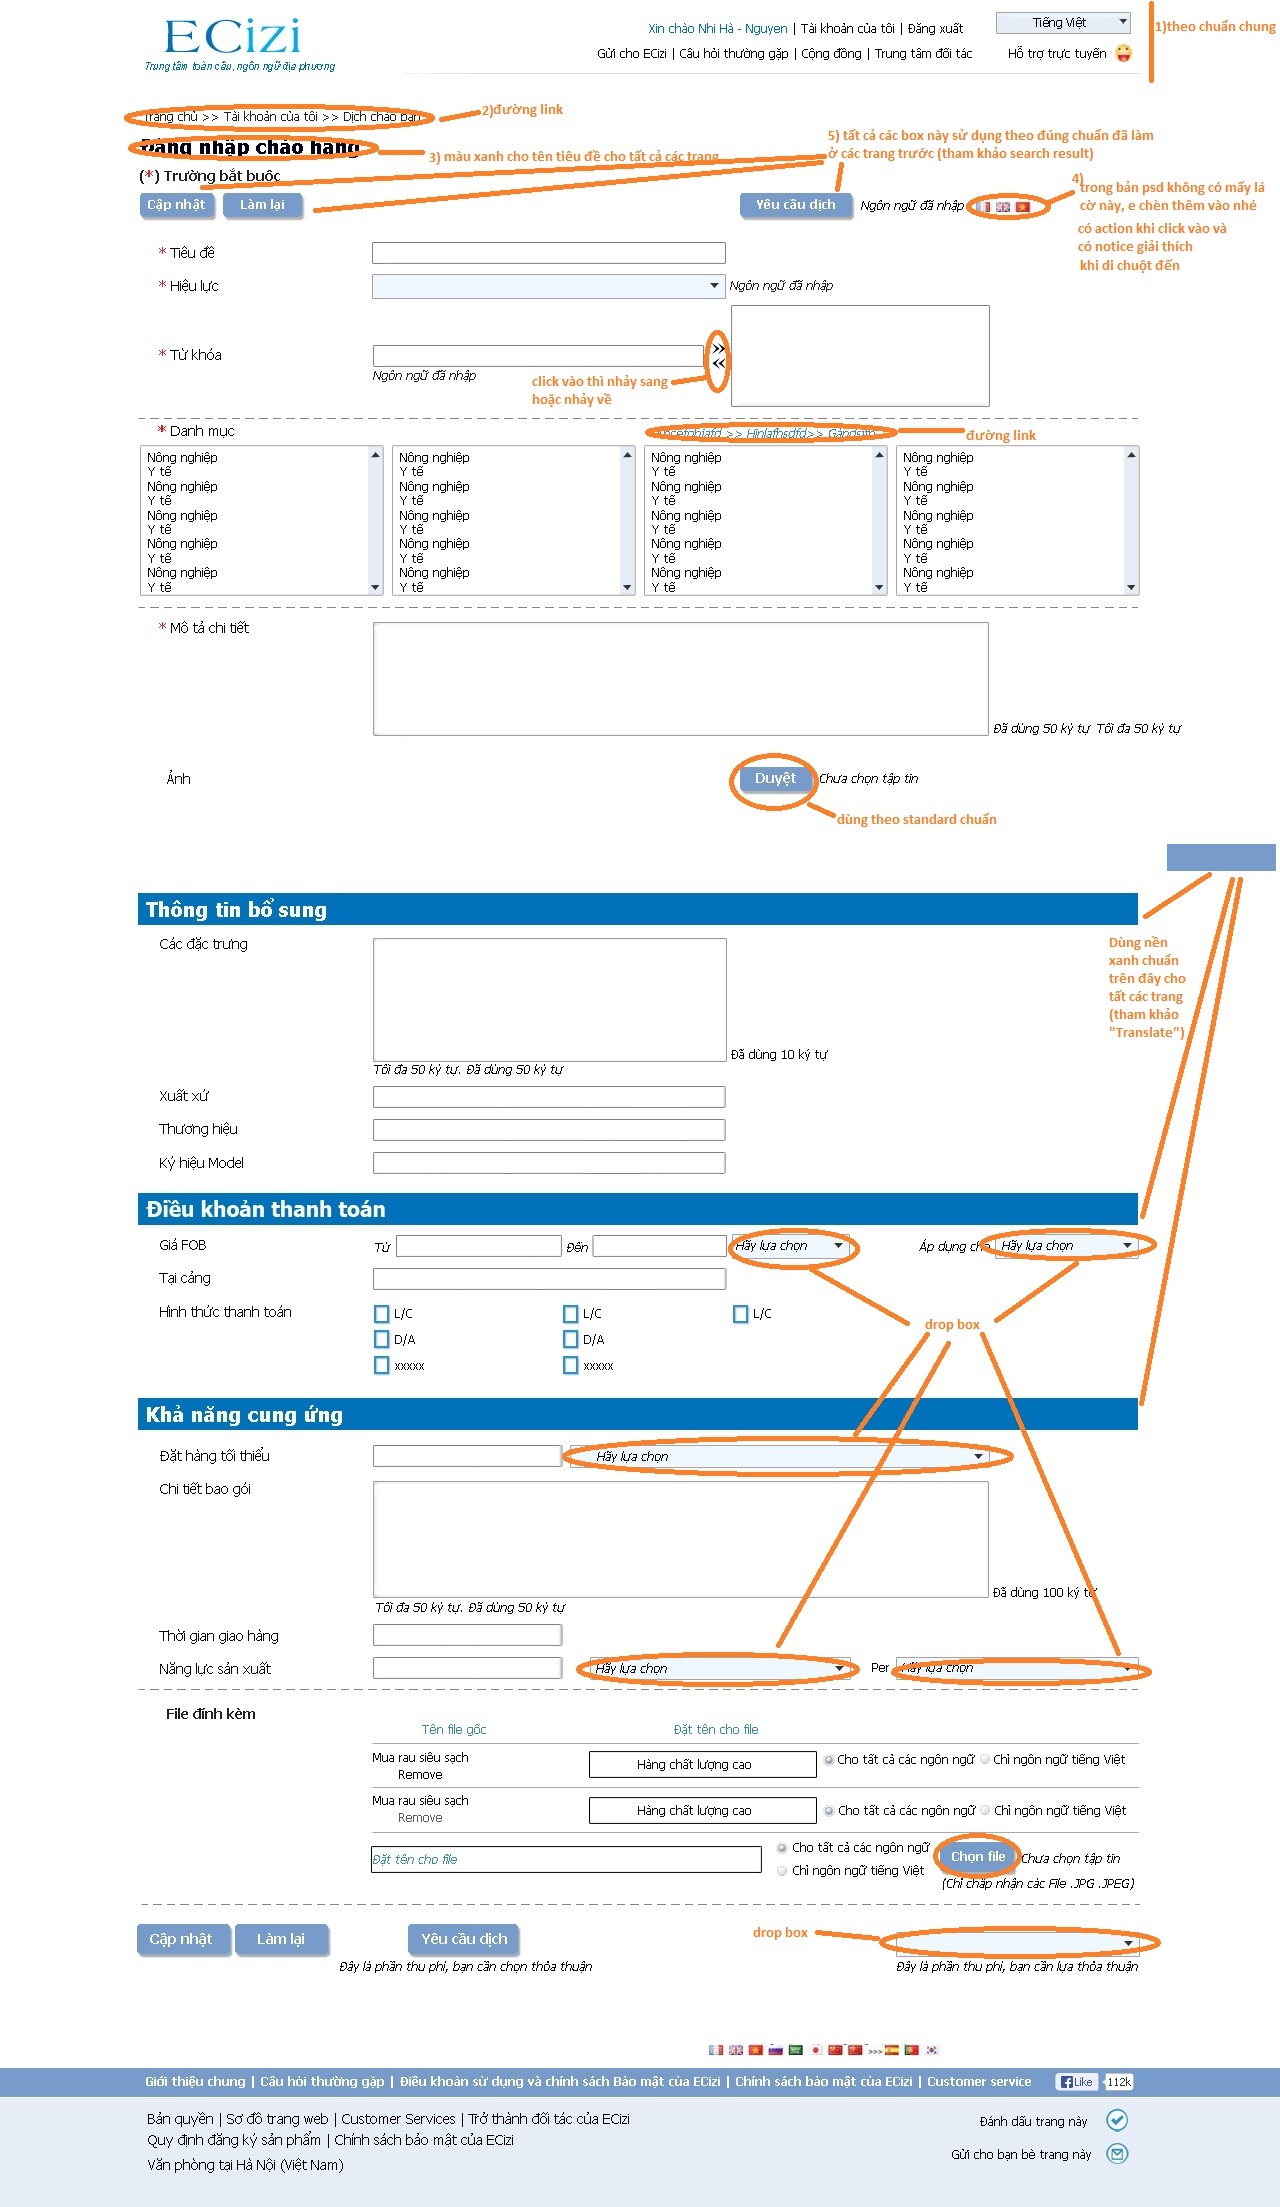 ECizi
Trung tâm toàn cầu, ngôn ngữ địa phương
Xin chào Nhi Hà - Nguyen | Tài khoản của tôi | Đăng xuất
Tiếng Việt
1)theo chuẩn chung
Gửi cho ECizi | Câu hỏi thường gặp | Cộng đồng | Trung tâm đối tác
Hỗ trợ trực tuyến
Trang chủ >> Tài khoản của tôi >> Dịch chào bán
2)đường link
Đăng nhập chào hàng
3) màu xanh cho tên tiêu đề cho tất cả các trang
5) tất cả các box này sử dụng theo đúng chuẩn đã làm
ở các trang trước (tham khảo search result)
(*) Trường bắt buộc
4)
trong bản psd không có mấy lá
cờ này, e chèn thêm vào nhé
có action khi click vào và
có notice giải thích
khi di chuột đến
Cập nhật
Làm lại
Yêu cầu dịch
Ngôn ngữ đã nhập
* Tiêu đề
* Hiệu lực
Ngôn ngữ đã nhập
* Từ khóa
>>
<<
Ngôn ngữ đã nhập
click vào thì nhảy sang
hoặc nhảy về
* Danh mục
đường link
Nông nghiệp Nông nghiệp Nông nghiệp Nông nghiệp
Y tế Y tế Y tế Y tế
Nông nghiệp Nông nghiệp Nông nghiệp Nông nghiệp
Y tế Y tế Y tế Y tế
Nông nghiệp Nông nghiệp Nông nghiệp Nông nghiệp
Y tế Y tế Y tế Y tế
Nông nghiệp Nông nghiệp Nông nghiệp Nông nghiệp
Y tế Y tế Y tế Y tế
Nông nghiệp Nông nghiệp Nông nghiệp Nông nghiệp
Y tế Y tế Y tế Y tế
* Mô tả chi tiết
Đã dùng 50 ký tự Tối đa 50 ký tự
Ảnh
Duyệt
Chưa chọn tập tin
dùng theo standard chuẩn
Thông tin bổ sung
Dùng nền
xanh chuẩn
trên đây cho
tất các trang
(tham khảo
"Translate")
Các đặc trưng
Đã dùng 10 ký tự
Tối đa 50 ký tự. Đã dùng 50 ký tự
Xuất xứ
Thương hiệu
Ký hiệu Model
Điều khoản thanh toán
Giá FOB Từ Đến Hãy lựa chọn Áp dụng cho Hãy lựa chọn
Tại cảng
Hình thức thanh toán
L/C L/C L/C
D/A D/A
xxxxx xxxxx
drop box
Khả năng cung ứng
Đặt hàng tối thiểu Hãy lựa chọn
Chi tiết bao gói
Đã dùng 100 ký tự
Tối đa 50 ký tự. Đã dùng 50 ký tự
Thời gian giao hàng
Năng lực sản xuất Hãy lựa chọn Per Hãy lựa chọn
File đính kèm
Tên file gốc Đặt tên cho file
Mua rau siêu sạch Hàng chất lượng cao Cho tất cả các ngôn ngữ Chỉ ngôn ngữ tiếng Việt
Remove
Mua rau siêu sạch Hàng chất lượng cao Cho tất cả các ngôn ngữ Chỉ ngôn ngữ tiếng Việt
Remove
Đặt tên cho file
Cho tất cả các ngôn ngữ
Chỉ ngôn ngữ tiếng Việt
Chọn file
Chưa chọn tập tin
(Chỉ chấp nhận các File .JPG .JPEG)
Cập nhật
Làm lại
Yêu cầu dịch
drop box
Đây là phần thu phí, bạn cần chọn thỏa thuận
Đây là phần thu phí, bạn cần lựa thỏa thuận
>>>
Giới thiệu chung | Câu hỏi thường gặp | Điều khoản sử dụng và chính sách Bảo mật của ECizi | Chính sách bảo mật của ECizi | Customer service
Like 112k
Bản quyền | Sơ đồ trang web | Customer Services | Trở thành đối tác của ECizi
Đánh dấu trang này
Quy định đăng ký sản phẩm | Chính sách bảo mật của ECizi
Gửi cho bạn bè trang này
Văn phòng tại Hà Nội (Việt Nam)